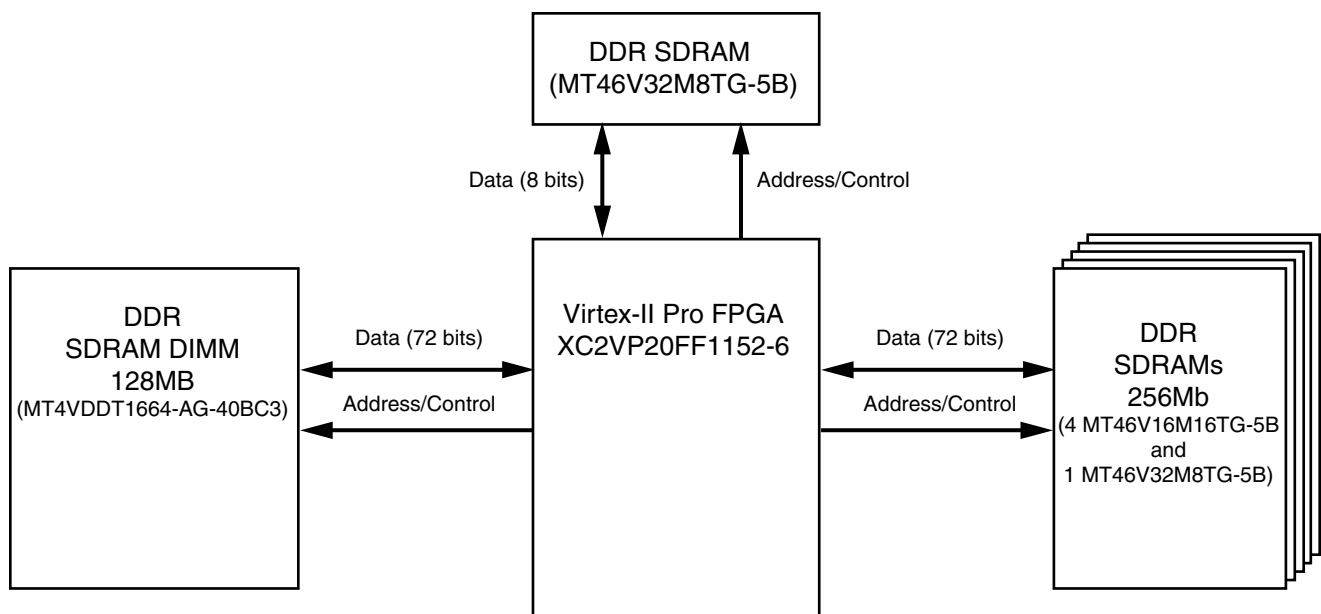 DDR SDRAM
(MT46V32M8TG-5B)
Data (8 bits)
Address/Control
DDR
SDRAM DIMM
128MB
(MT4VDDT1664-AG-40BC3)
Data (72 bits)
Address/Control
Virtex-II Pro FPGA
XC2VP20FF1152-6
Data (72 bits)
Address/Control
DDR
SDRAMs
256Mb
(4 MT46V16M16TG-5B
and
1 MT46V32M8TG-5B)